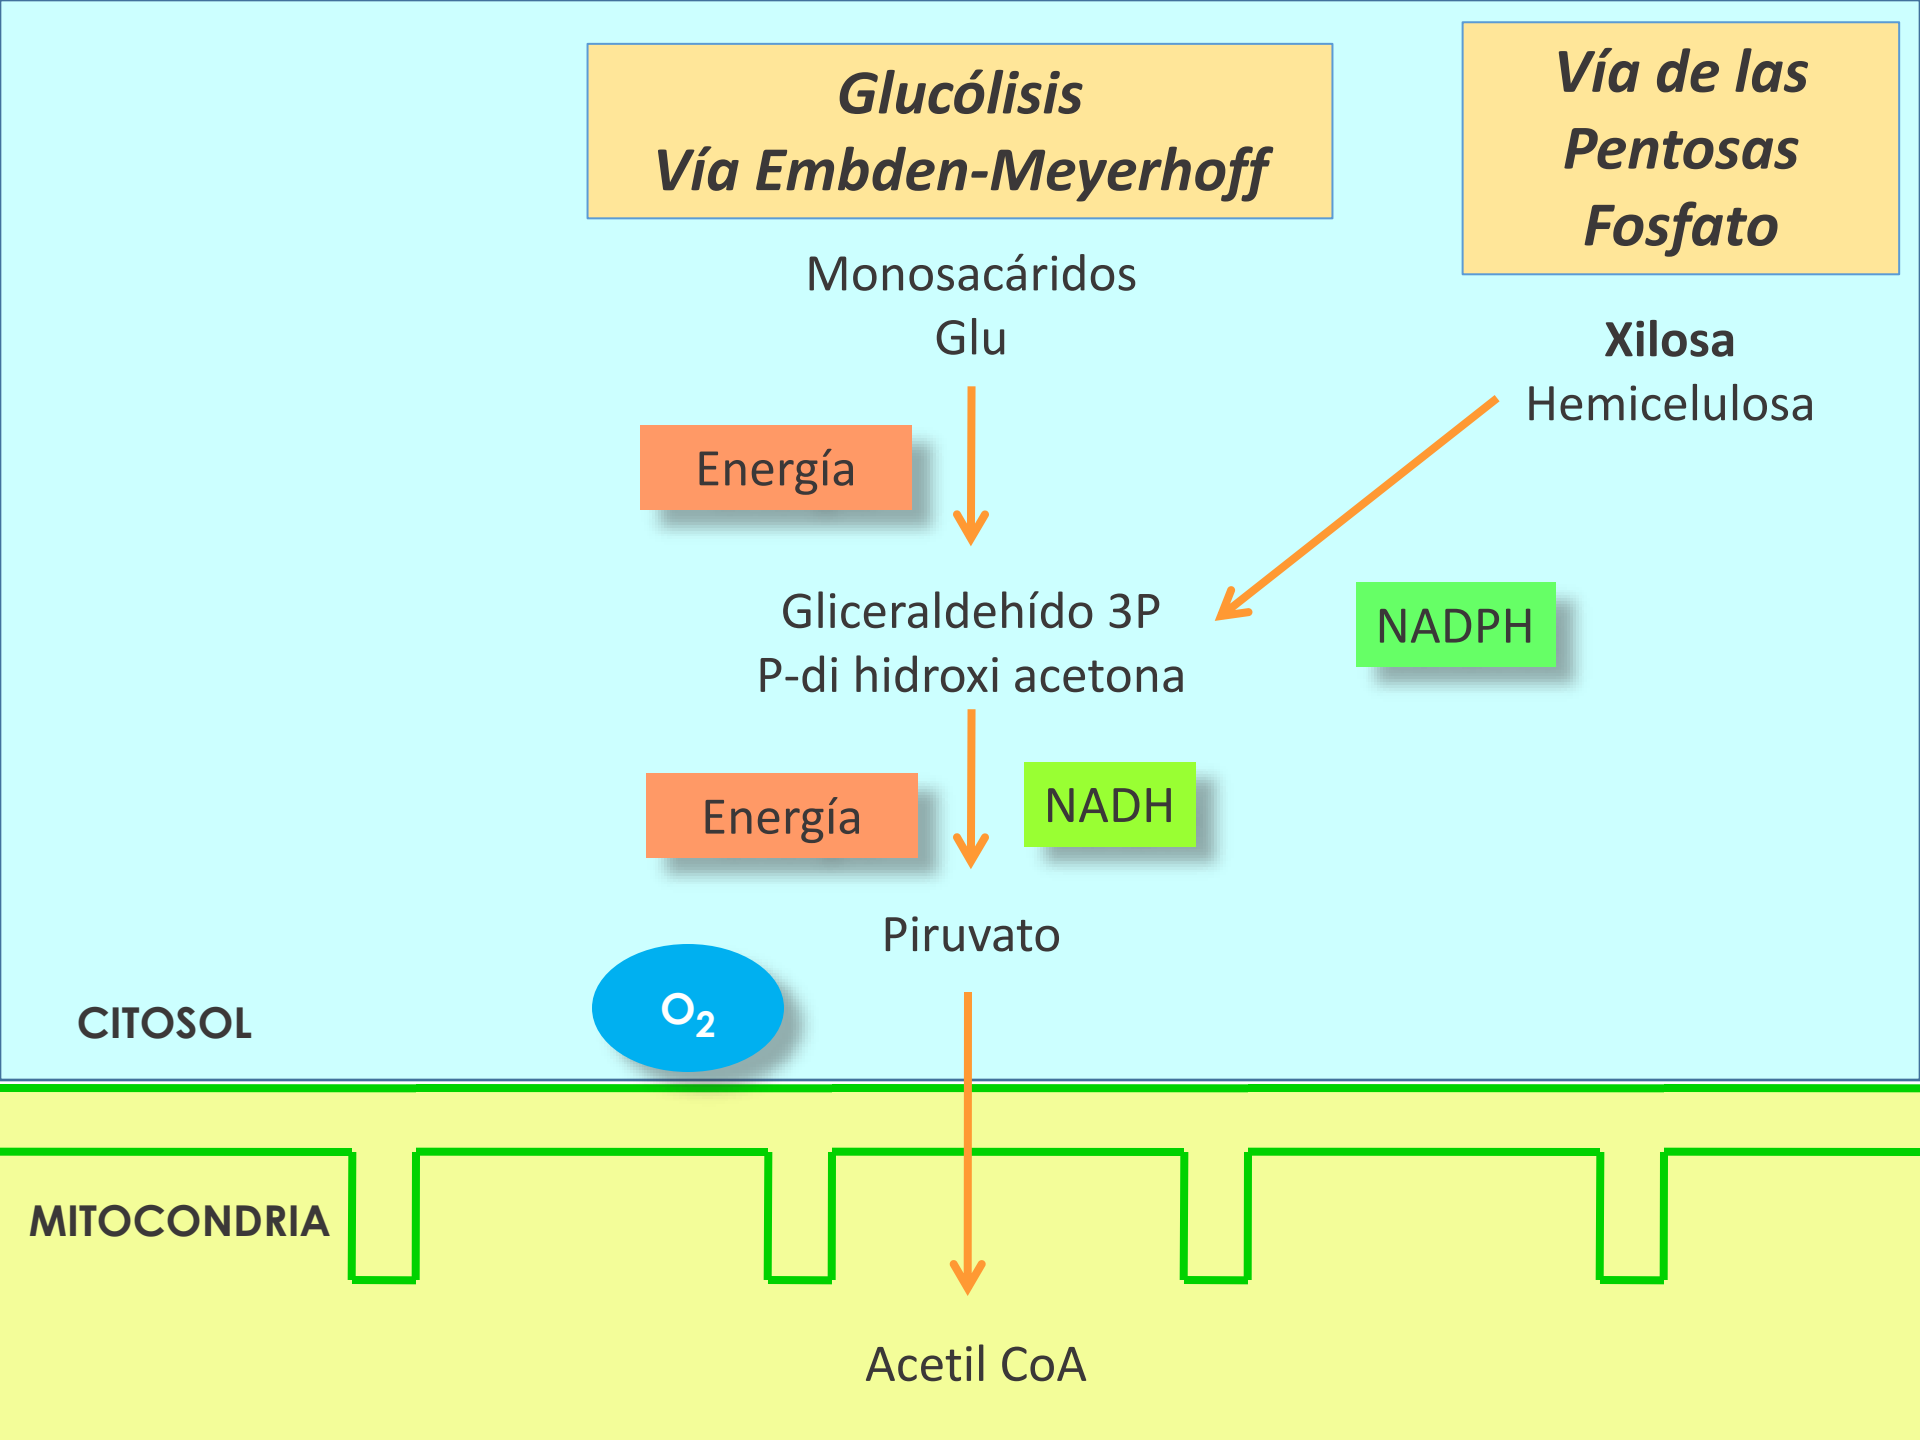 Glucólisis
Vía Embden-Meyerhoff
Vía de las
Pentosas
Fosfato
Monosacáridos
Glu
Xilosa
Hemicelulosa
Energía
Gliceraldehído 3P
P-di hidroxi acetona
NADPH
Energía
NADH
Piruvato
O₂
CITOSOL
MITOCONDRIA
Acetil CoA